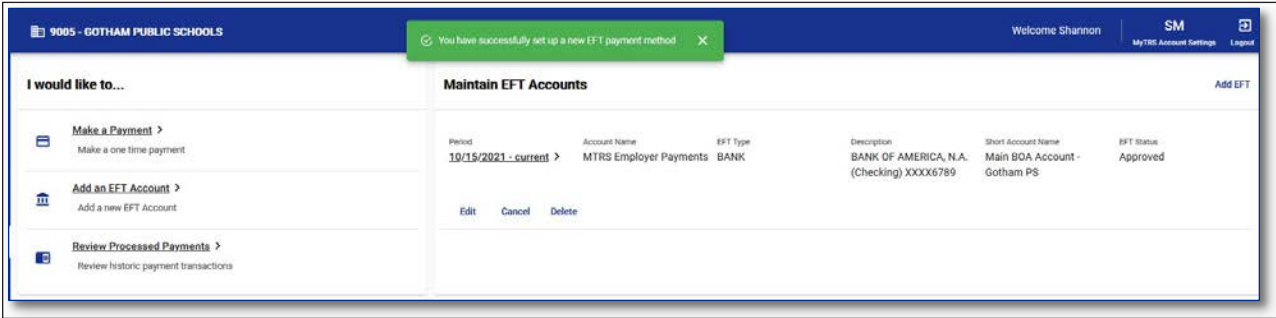 9005 - GOTHAM PUBLIC SCHOOLS
You have successfully set up a new EFT payment method
Welcome Shannon
SM
MyTRS Account Settings
Logout
I would like to...
Make a Payment >
Make a one time payment
Add an EFT Account >
Add a new EFT Account
Review Processed Payments >
Review historic payment transactions
Maintain EFT Accounts
Add EFT
Period
10/15/2021 - current >
Account Name
MTRS Employer Payments
EFT Type
BANK
Description
BANK OF AMERICA, N.A.
(Checking) XXXX6789
Short Account Name
Main BOA Account -
Gotham PS
EFT Status
Approved
Edit Cancel Delete